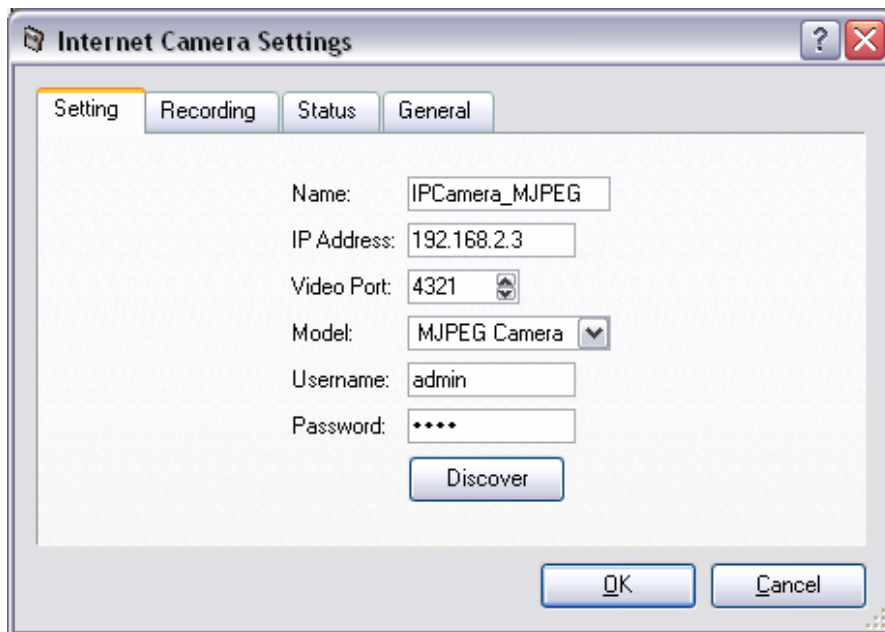 Internet Camera Settings
Setting Recording Status General
Name: IPCamera_MJPEG
IP Address: 192.168.2.3
Video Port: 4321
Model: MJPEG Camera
Username: admin
Password: ••••
Discover
OK Cancel